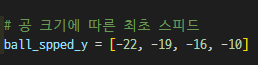 # 공 크기에 따른 최초 스피드
ball_spped_y = [-22, -19, -16, -10]